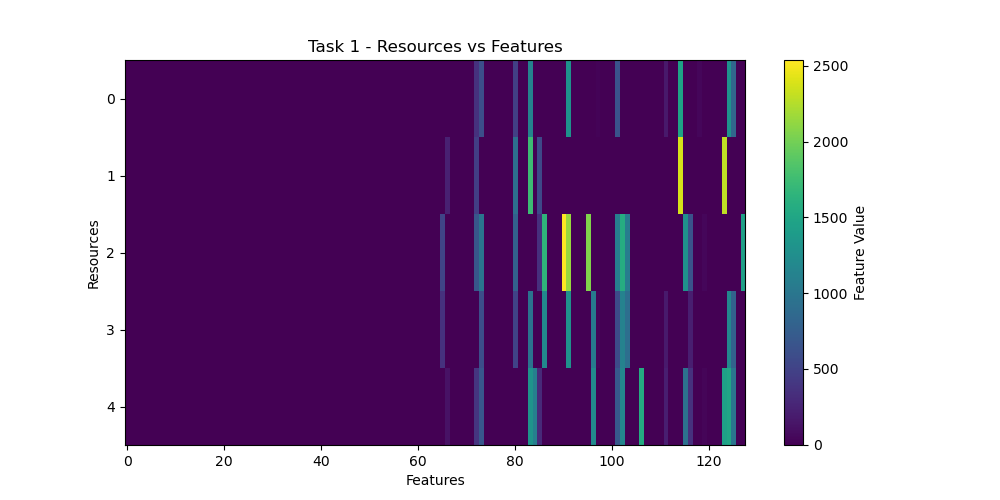 Task 1 - Resources vs Features
Resources
0
1
2
3
4
0 20 40 60 80 100 120
Features
2500
2000
1500
1000
500
0
Feature Value